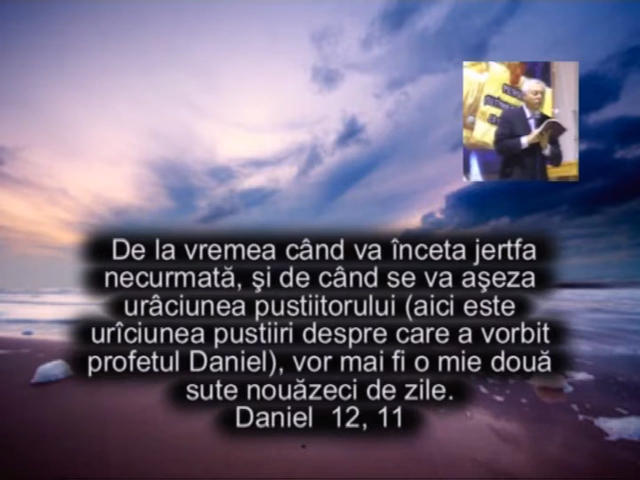 De la vremea când va înceta jertfa
necurmată, şi de când se va aşeza
urâciunea pustiitorului (aici este
urîciunea pustiiri despre care a vorbit
profetul Daniel), vor mai fi o mie două
sute nouăzeci de zile.
Daniel  12, 11